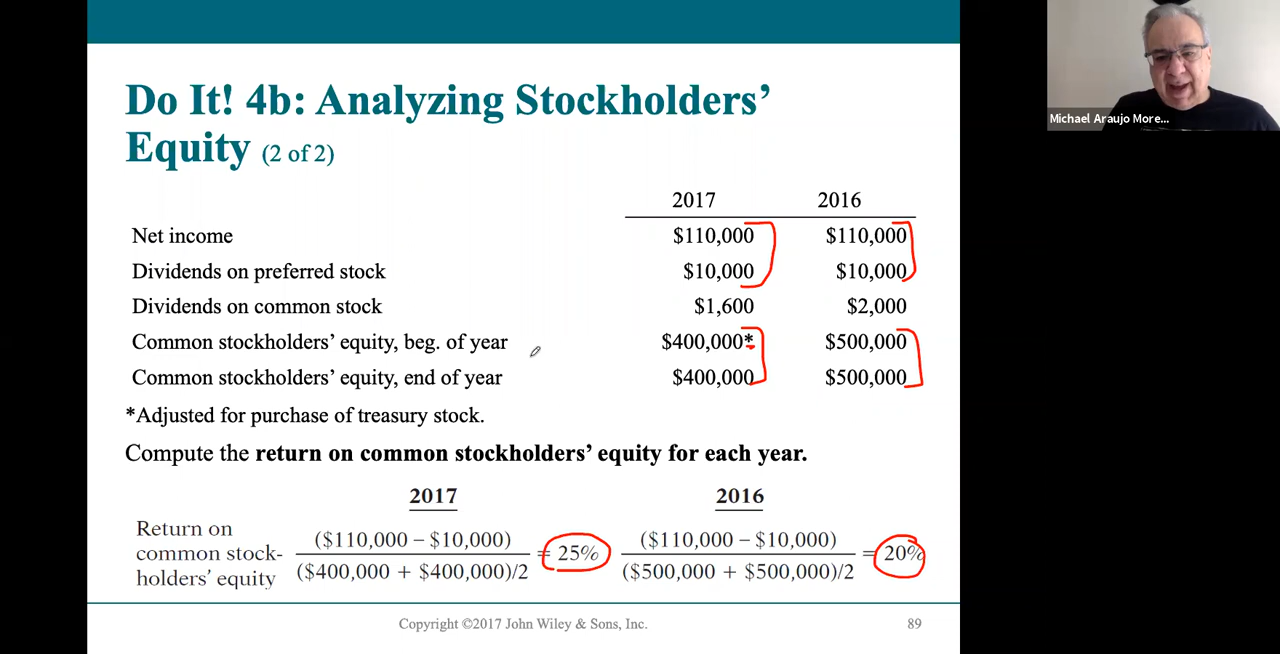 Do It! 4b: Analyzing Stockholders’
Equity (2 of 2)
Michael Araujo More...
2017 2016
Net income $110,000 $110,000
Dividends on preferred stock $10,000 $10,000
Dividends on common stock $1,600 $2,000
Common stockholders’ equity, beg. of year $400,000* $500,000
Common stockholders’ equity, end of year $400,000 $500,000
*Adjusted for purchase of treasury stock.
Compute the return on common stockholders’ equity for each year.
2017 2016
Return on
common stock-
holders’ equity
($110,000 – $10,000)
($400,000 + $400,000)/2
= 25%
($110,000 – $10,000)
($500,000 + $500,000)/2
= 20%
Copyright ©2017 John Wiley & Sons, Inc. 89